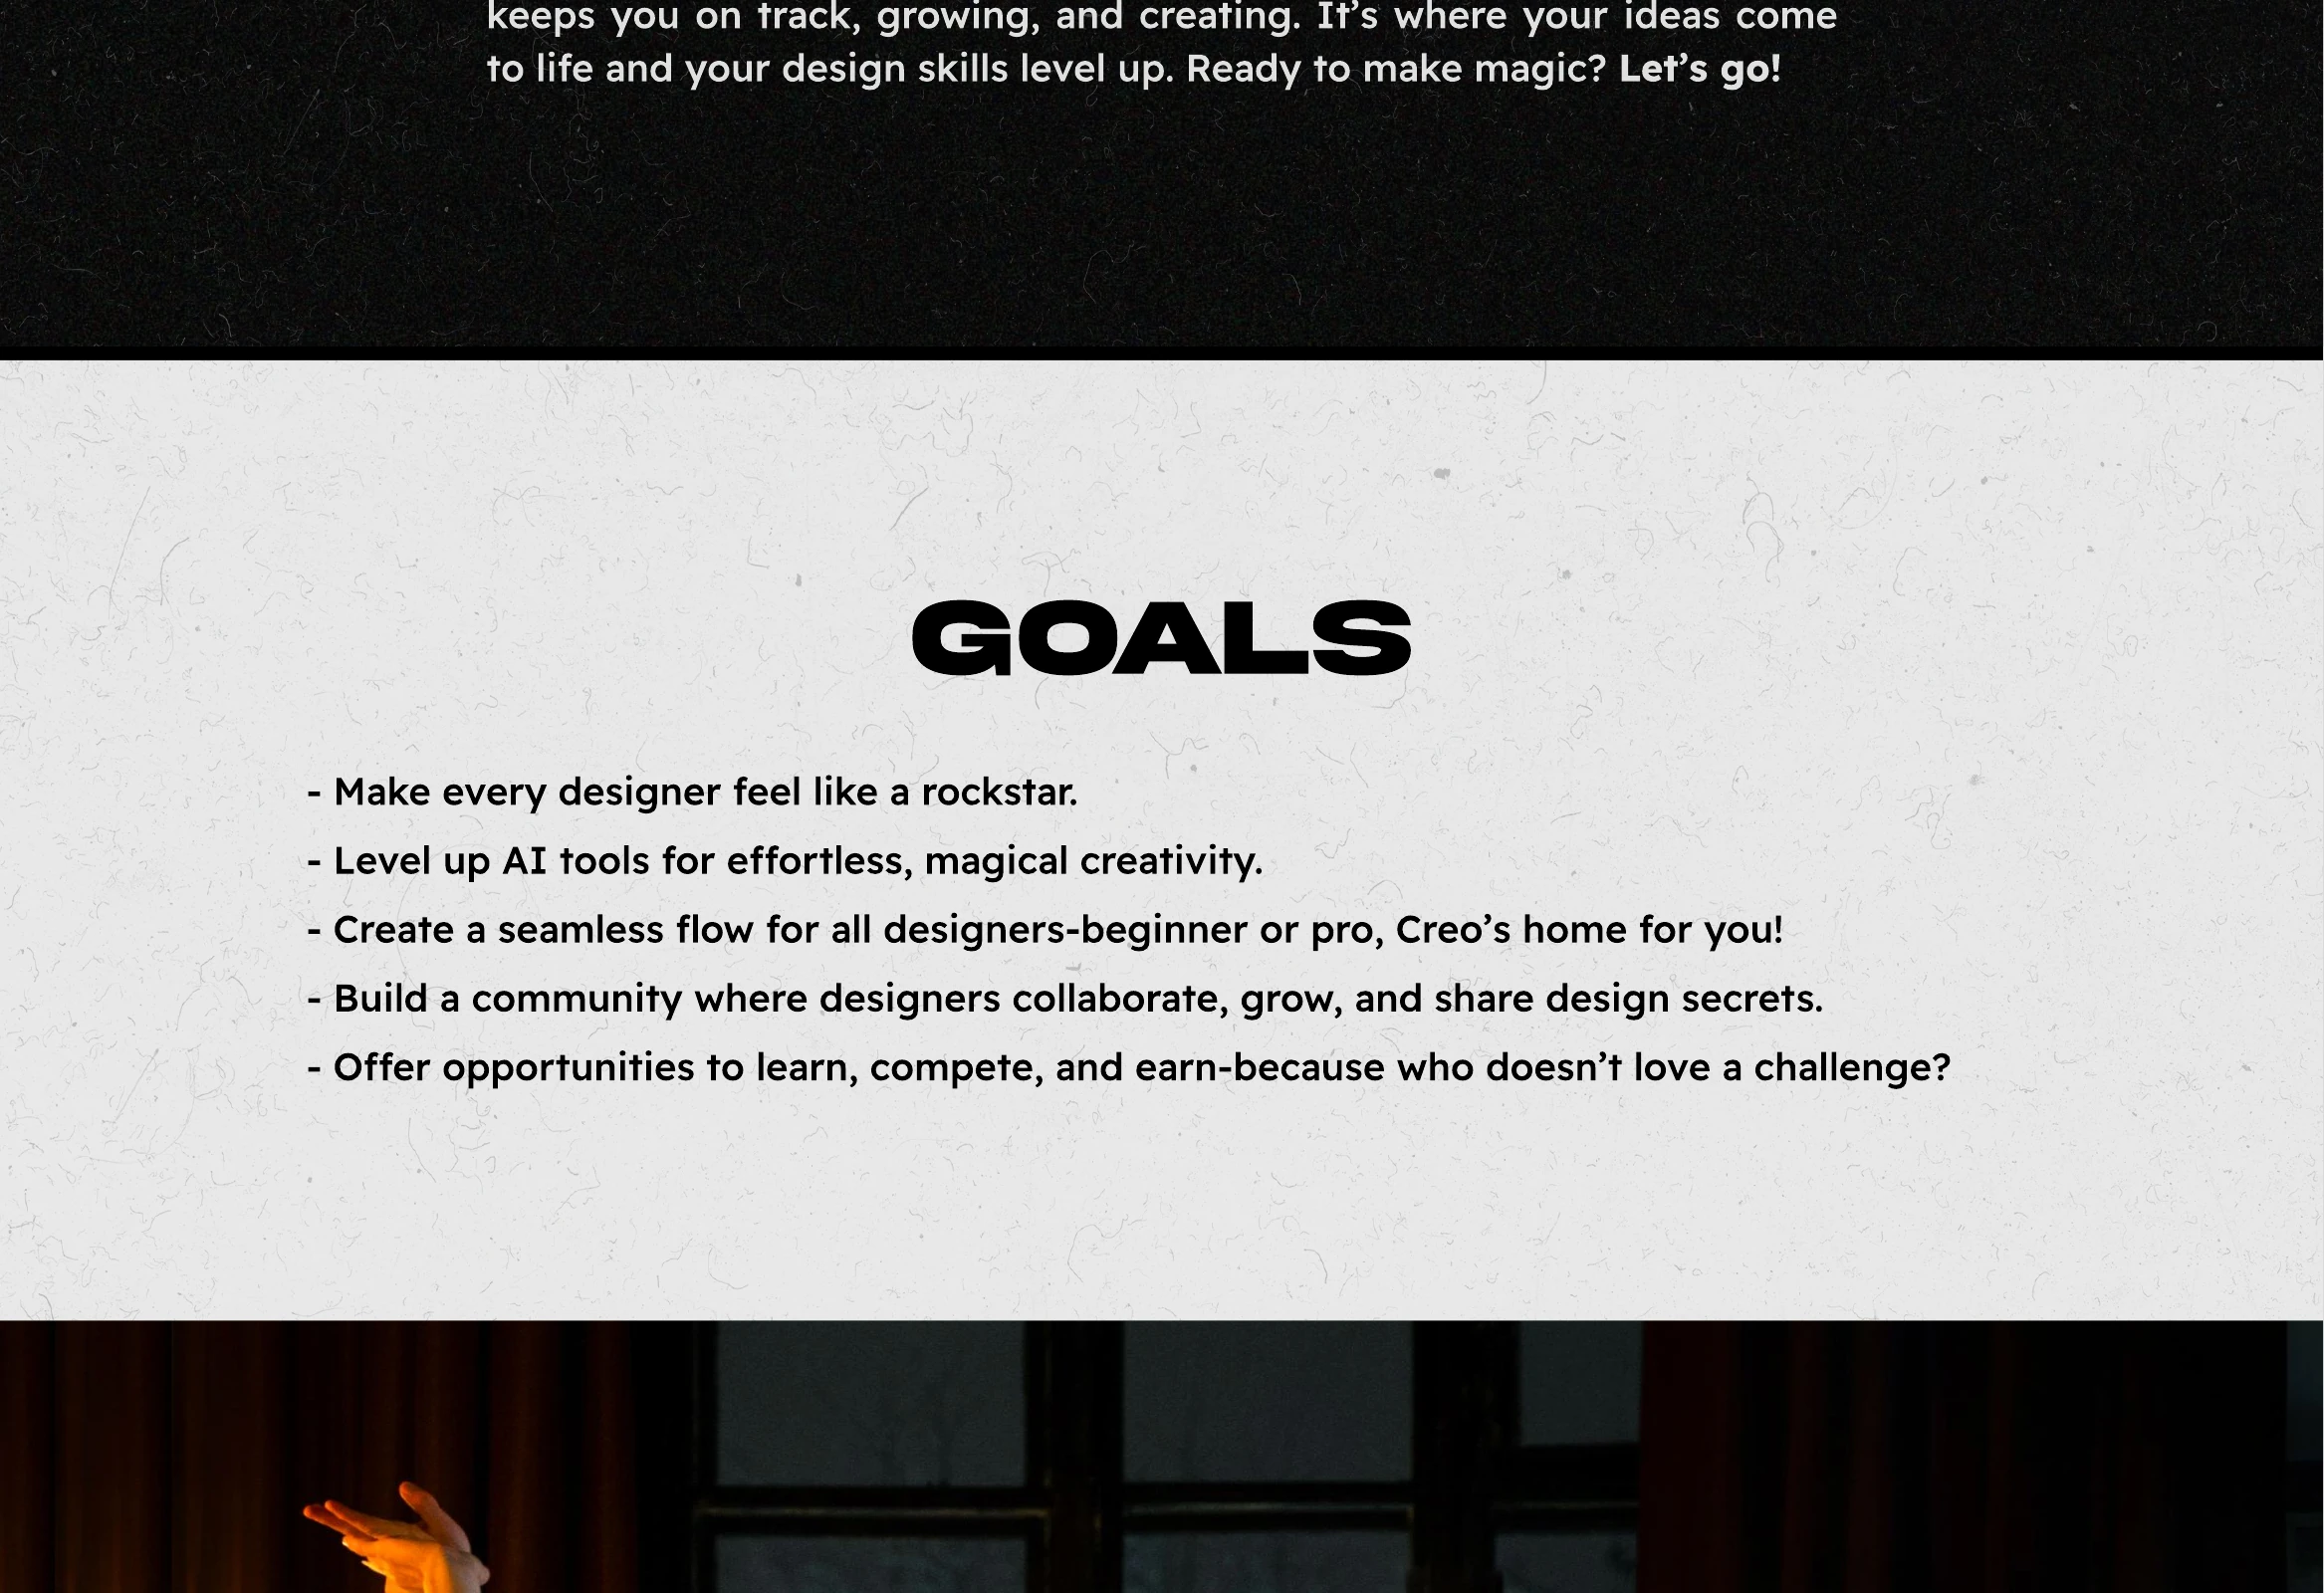 keeps you on track, growing, and creating. It’s where your ideas come
to life and your design skills level up. Ready to make magic? Let’s go!
GOALS
- Make every designer feel like a rockstar.
- Level up AI tools for effortless, magical creativity.
- Create a seamless flow for all designers-beginner or pro, Creo’s home for you!
- Build a community where designers collaborate, grow, and share design secrets.
- Offer opportunities to learn, compete, and earn-because who doesn’t love a challenge?